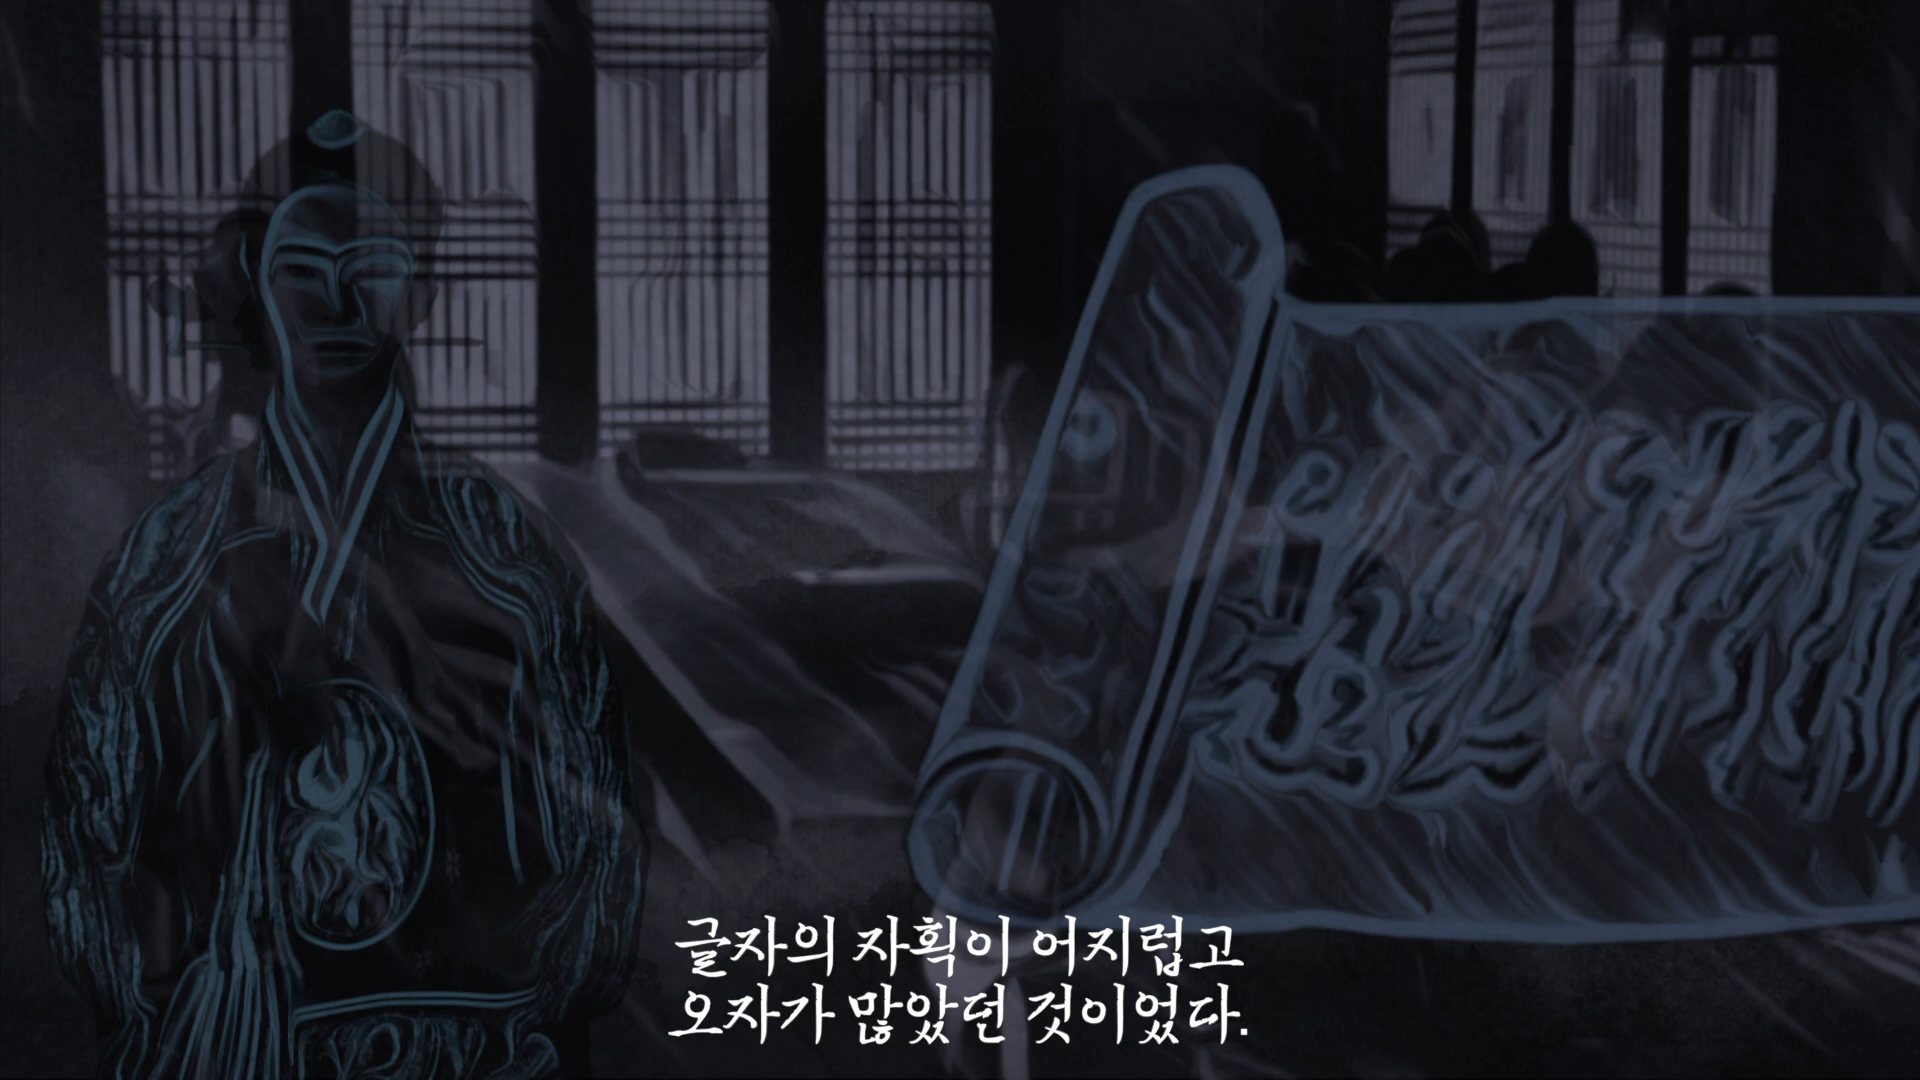 글자의 자획이 어지럽고
오자가 많았던 것이었다.